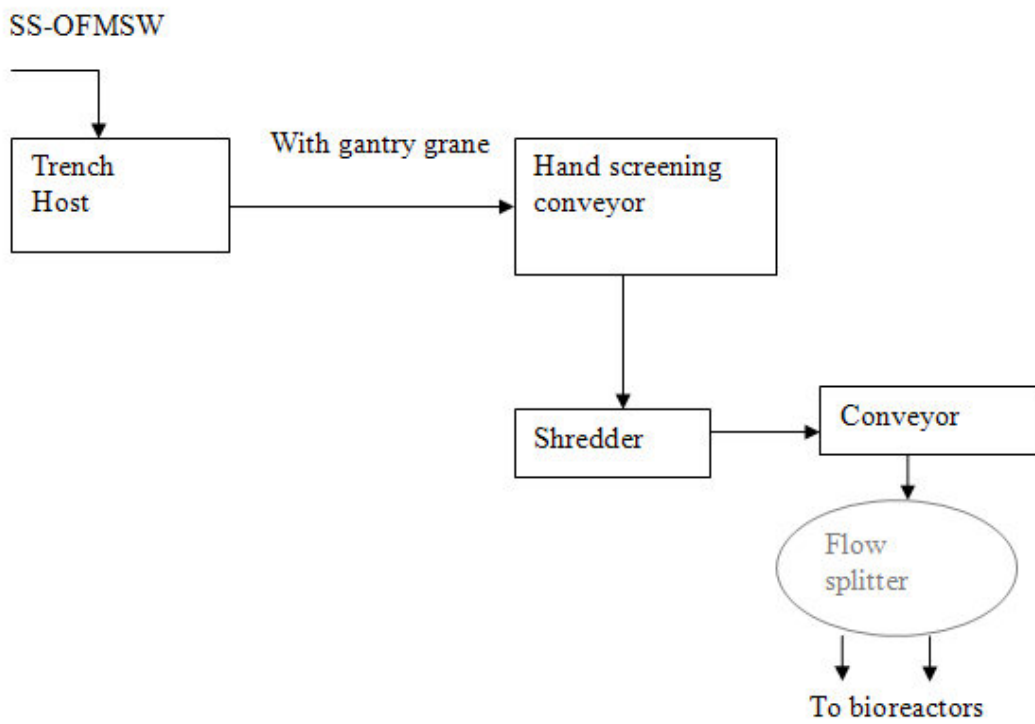 SS-OFMSW
Trench
Host
With gantry grane
Hand screening
conveyor
Shredder
Conveyor
Flow
splitter
To bioreactors